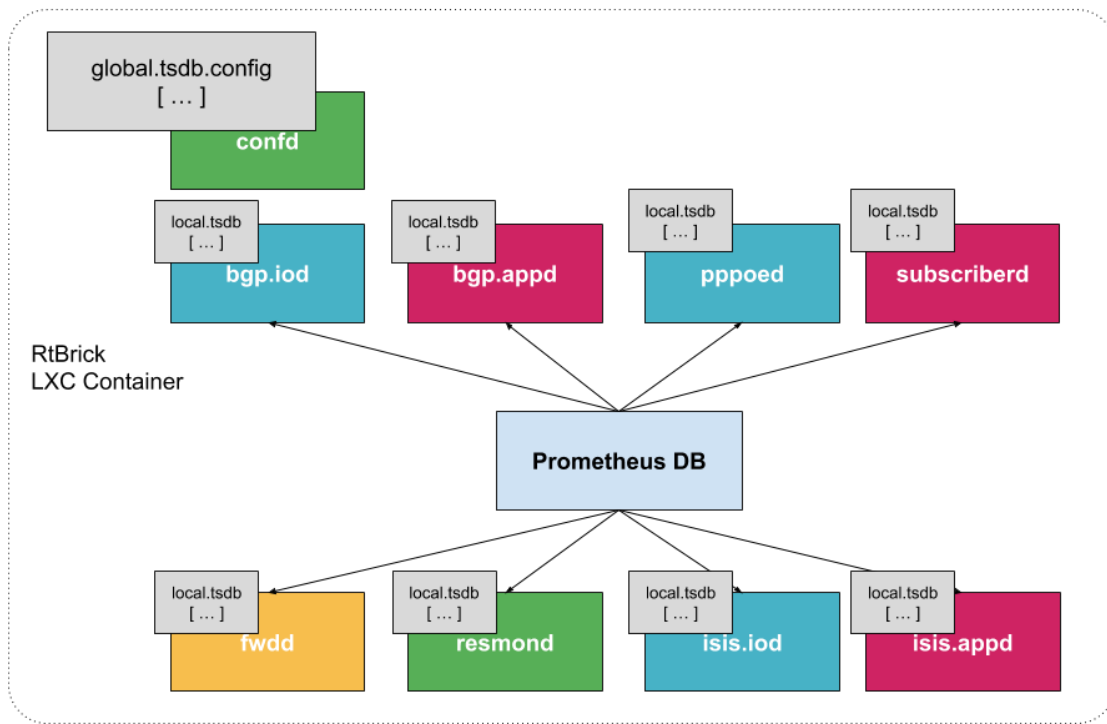 global.tsdb.config
[ ... ]
confd
local.tsdb
[ ... ]
bgp.iod
local.tsdb
[ ... ]
bgp.appd
local.tsdb
[ ... ]
pppoed
local.tsdb
[ ... ]
subscriberd
RtBrick
LXC Container
Prometheus DB
local.tsdb
[ ... ]
fwdd
local.tsdb
[ ... ]
resmond
local.tsdb
[ ... ]
isis.iod
local.tsdb
[ ... ]
isis.appd